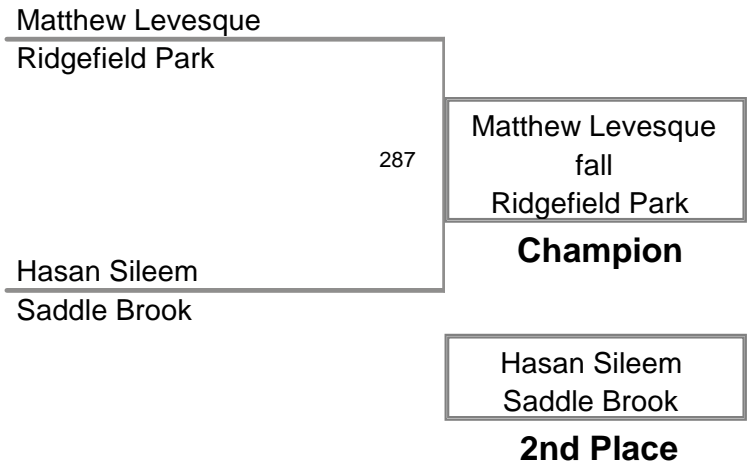 Matthew Levesque
Ridgefield Park
287
Matthew Levesque
fall
Ridgefield Park
Champion
Hasan Sileem
Saddle Brook
Hasan Sileem
Saddle Brook
2nd Place